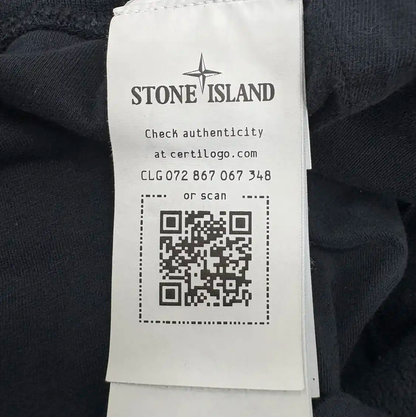 STONE ISLAND
Check authenticity
at certilogo.com
CLG 072 867 067 348
or scan